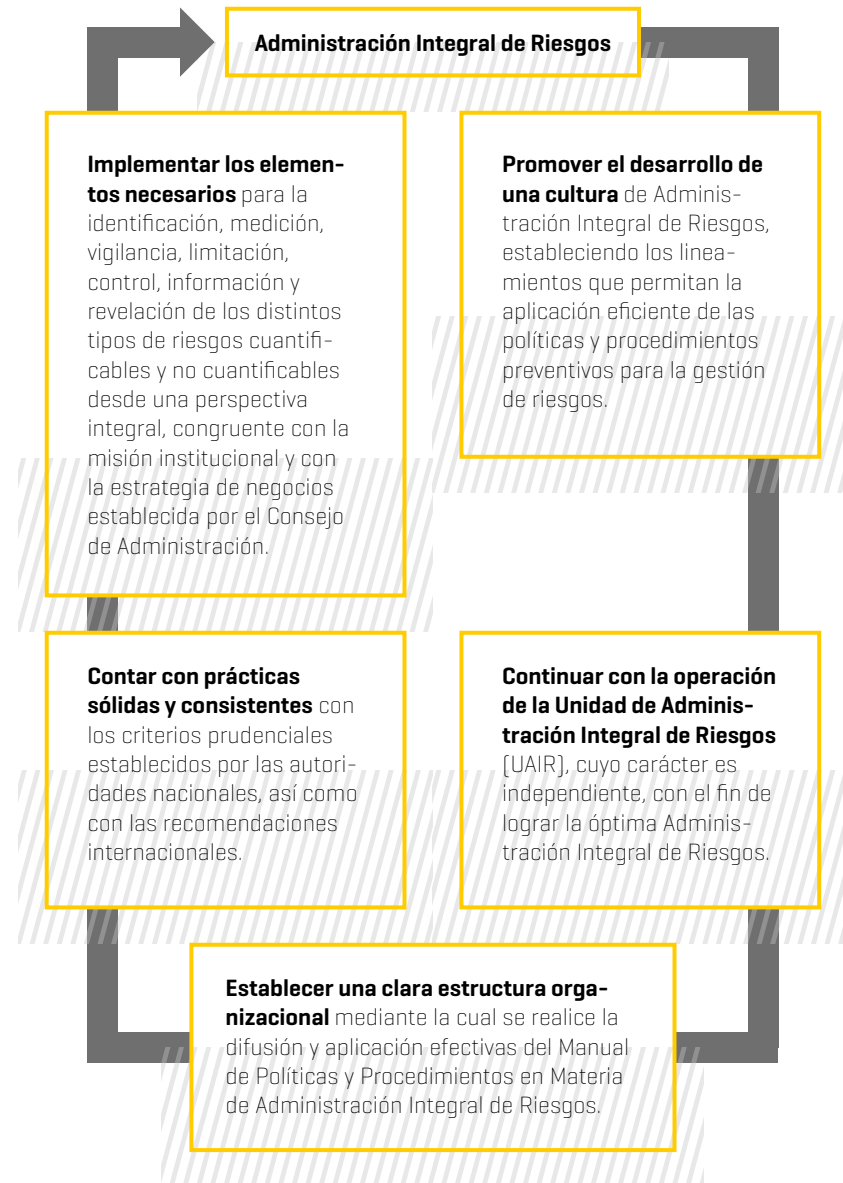 Administración Integral de Riesgos
Implementar los elemen-
tos necesarios para la
identificación, medición,
vigilancia, limitación,
control, información y
revelación de los distintos
tipos de riesgos cuantifi-
cables y no cuantificables
desde una perspectiva
integral, congruente con la
misión institucional y con
la estrategia de negocios
establecida por el Consejo
de Administración.
Promover el desarrollo de
una cultura de Adminis-
tración Integral de Riesgos,
estableciendo los linea-
mientos que permitan la
aplicación eficiente de las
políticas y procedimientos
preventivos para la gestión
de riesgos.
Contar con prácticas
sólidas y consistentes con
los criterios prudenciales
establecidos por las autori-
dades nacionales, así como
con las recomendaciones
internacionales.
Continuar con la operación
de la Unidad de Adminis-
tración Integral de Riesgos
(UAIR), cuyo carácter es
independiente, con el fin de
lograr la óptima Adminis-
tración Integral de Riesgos.
Establecer una clara estructura orga-
nizacional mediante la cual se realice la
difusión y aplicación efectivas del Manual
de Políticas y Procedimientos en Materia
de Administración Integral de Riesgos.